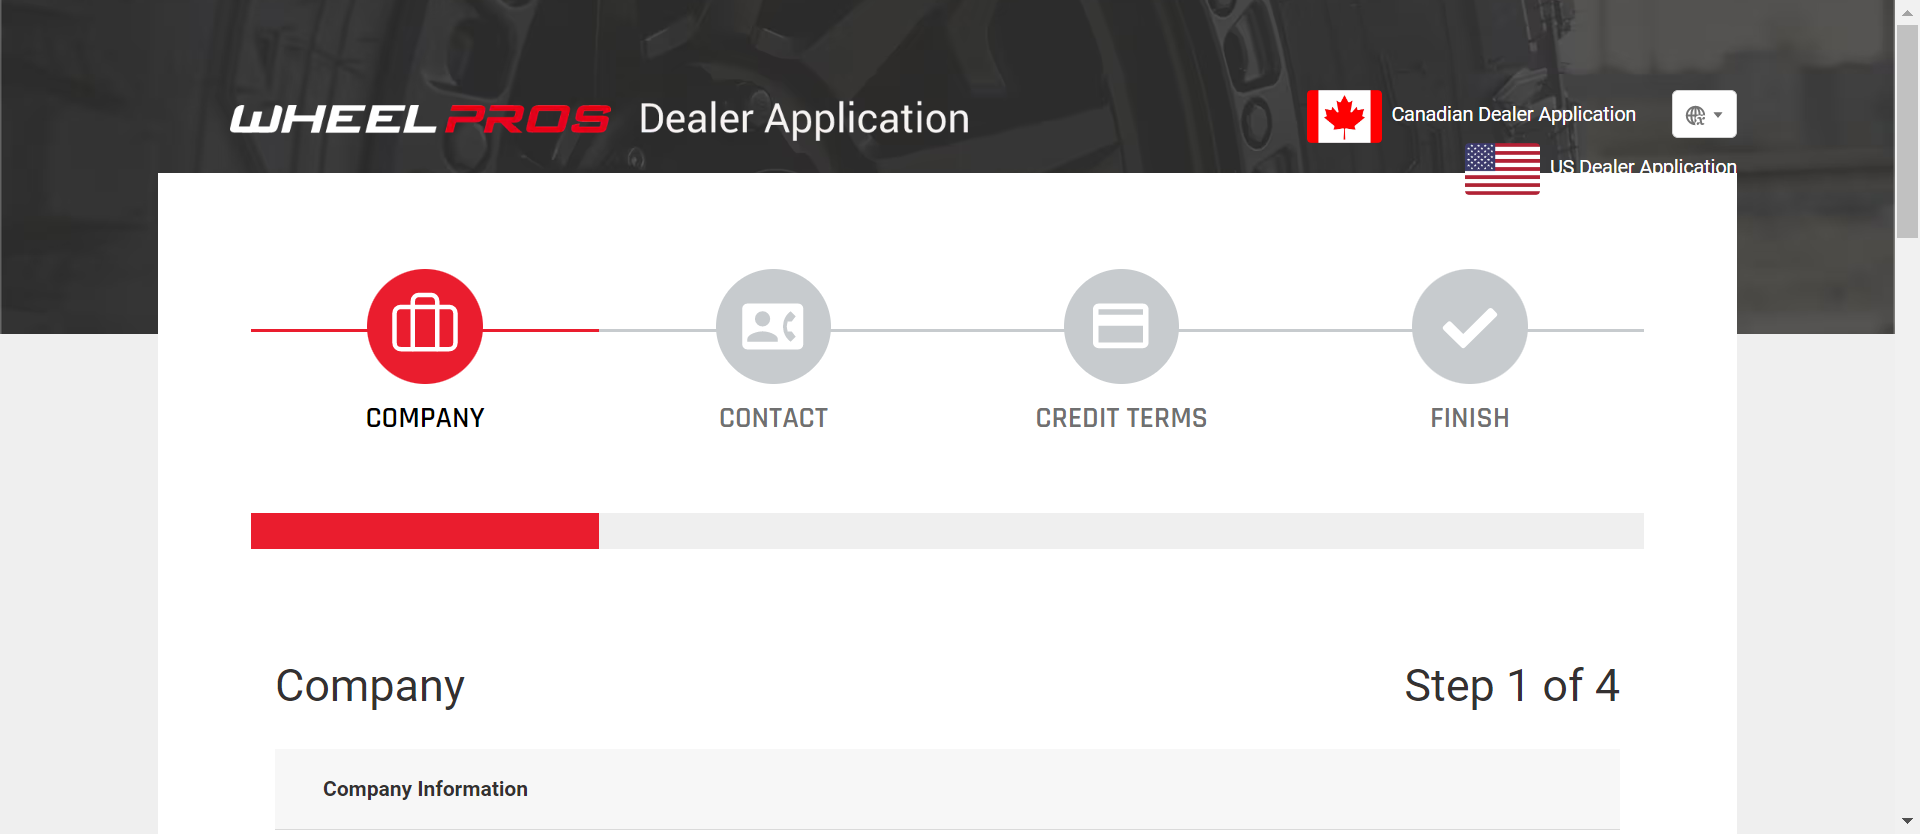 WHEEL PROS Dealer Application
Canadian Dealer Application
US Dealer Application
COMPANY
CONTACT
CREDIT TERMS
FINISH
Company
Step 1 of 4
Company Information